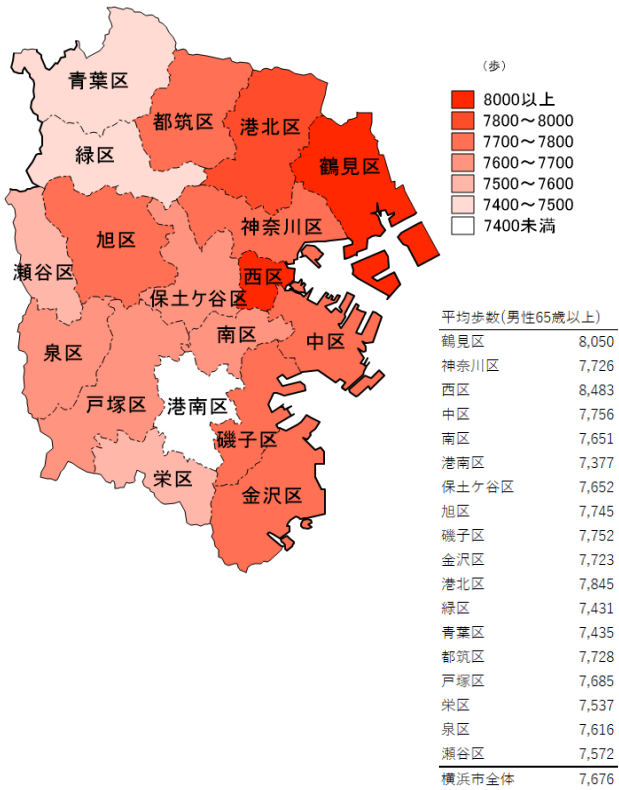 青葉区
都筑区
港北区
緑区
鶴見区
旭区
神奈川区
瀬谷区
西区
保土ケ谷区
泉区
南区
中区
戸塚区
港南区
磯子区
栄区
金沢区
（歩）
8000以上
7800～8000
7700～7800
7600～7700
7500～7600
7400～7500
7400未満
平均歩数(男性65歳以上)
鶴見区 8,050
神奈川区 7,726
西区 8,483
中区 7,756
南区 7,651
港南区 7,377
保土ケ谷区 7,652
旭区 7,745
磯子区 7,752
金沢区 7,723
港北区 7,845
緑区 7,431
青葉区 7,435
都筑区 7,728
戸塚区 7,685
栄区 7,537
泉区 7,616
瀬谷区 7,572
横浜市全体 7,676